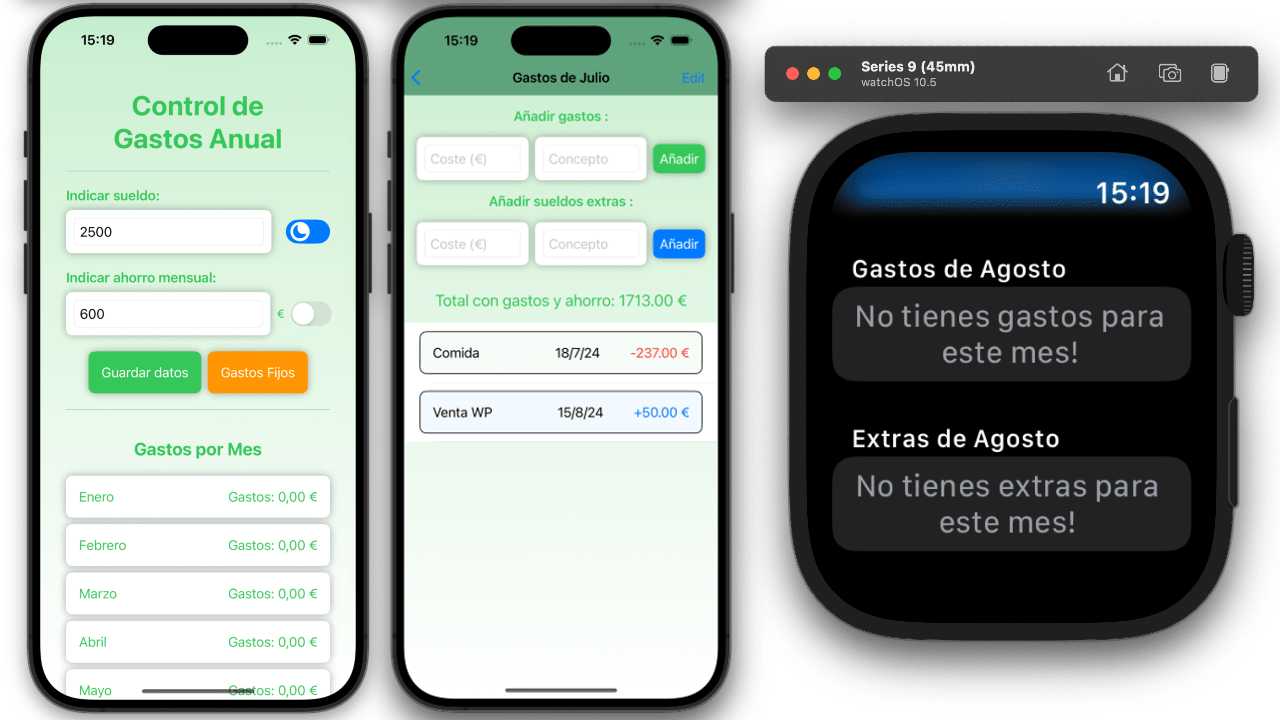 15:19
Control de
Gastos Anual
Indicar sueldo:
2500
Indicar ahorro mensual:
600
€
Guardar datos
Gastos Fijos
Gastos por Mes
Enero Gastos: 0,00 €
Febrero Gastos: 0,00 €
Marzo Gastos: 0,00 €
Abril Gastos: 0,00 €
Mayo Gastos: 0,00 €
15:19
Gastos de Julio Edit
Añadir gastos :
Coste (€) Concepto Añadir
Añadir sueldos extras :
Coste (€) Concepto Añadir
Total con gastos y ahorro: 1713.00 €
Comida 18/7/24 -237.00 €
Venta WP 15/8/24 +50.00 €
Series 9 (45mm)
watchOS 10.5
15:19
Gastos de Agosto
No tienes gastos para
este mes!
Extras de Agosto
No tienes extras para
este mes!